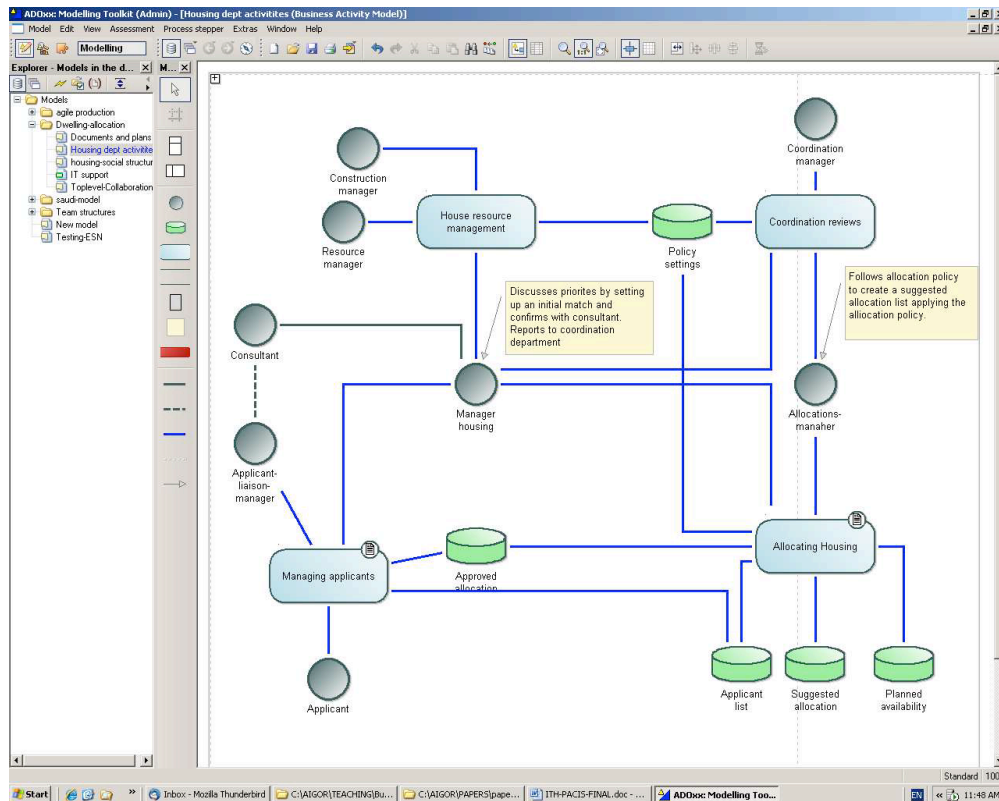 ADOxx: Modelling Toolkit (Admin) - [Housing dept activitites (Business Activity Model)]
Model Edit View Assessment Process stepper Extras Window Help
Modelling
Explorer - Models in the d...
M...
Models
agile production
Dwelling-allocation
Documents and plans
Housing dept activitite
housing-social structur
IT support
Toplevel-Collaboration
saudi-model
Team structures
New model
Testing-ESN
Construction
manager
Resource
manager
House resource
management
Policy
settings
Coordination
manager
Coordination reviews
Discusses priorites by setting
up an initial match and
confirms with consultant.
Reports to coordination
department
Follows allocation policy
to create a suggested
allocation list applying the
alliocation policy.
Consultant
Manager
housing
Allocations-
manaher
Applicant-
liaison-
manager
Managing applicants
Approved
allocation
Allocating Housing
Applicant
Applicant
list
Suggested
allocation
Planned
availability
Standard 100
Start
»
Inbox - Mozilla Thunderbird
C:\AIGOR\TEACHING\Bu...
C:\AIGOR\PAPERS\pape...
ITH-PACIS-FINAL.doc - ...
ADOxx: Modelling Too...
EN
« 11:48 AM